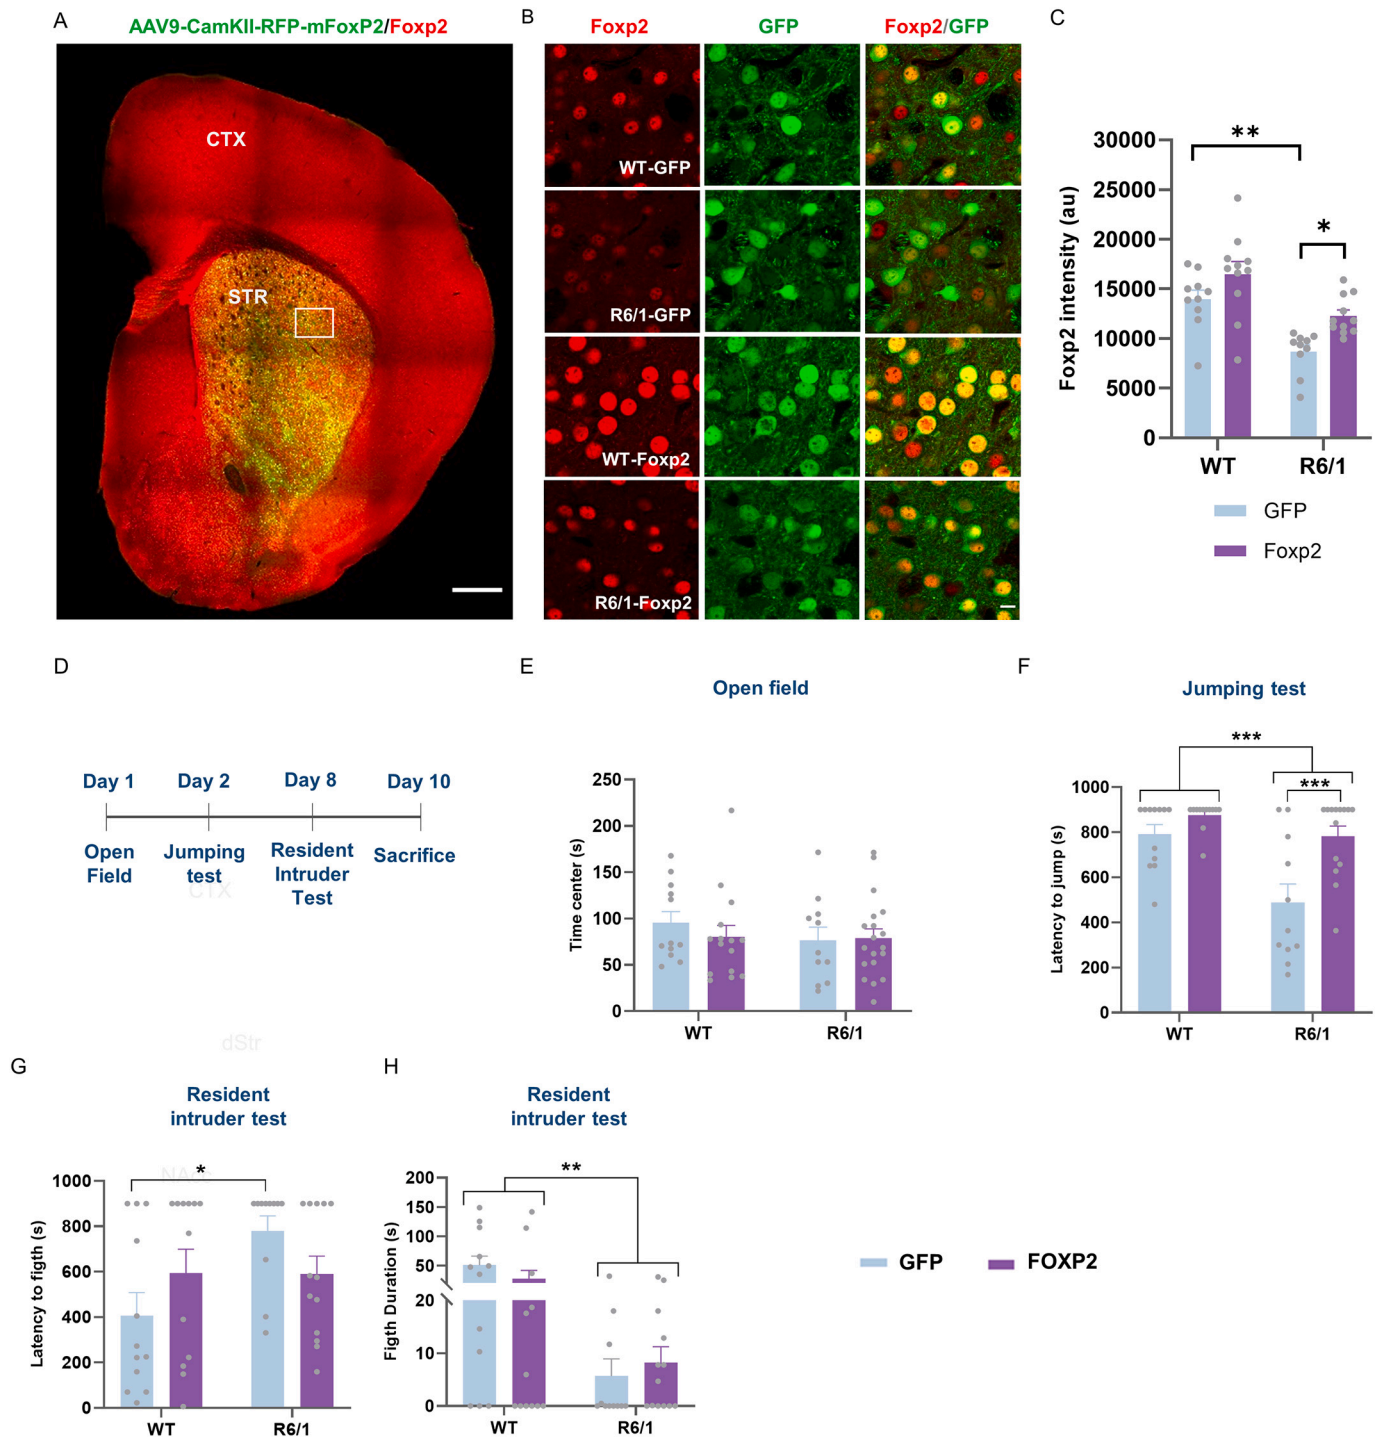 A
AAV9-CamKII-RFP-mFoxP2/Foxp2
CTX
STR
B
Foxp2
GFP
Foxp2/GFP
WT-GFP
R6/1-GFP
WT-Foxp2
R6/1-Foxp2
C
Foxp2 intensity (au)
30000
25000
20000
15000
10000
5000
0
**
*
WT
R6/1
GFP
Foxp2
D
Day 1
Day 2
Day 8
Day 10
Open
Field
Jumping
test
Resident
Intruder
Test
Sacrifice
CTX
dStr
NAcc
E
Open field
Time center (s)
250
200
150
100
50
0
WT
R6/1
F
Jumping test
Latency to jump (s)
1000
800
600
400
200
0
***
***
WT
R6/1
G
Resident
intruder test
Latency to figth (s)
1000
800
600
400
200
0
*
WT
R6/1
H
Resident
intruder test
Figth Duration (s)
200
150
100
50
20
10
0
**
WT
R6/1
GFP
FOXP2